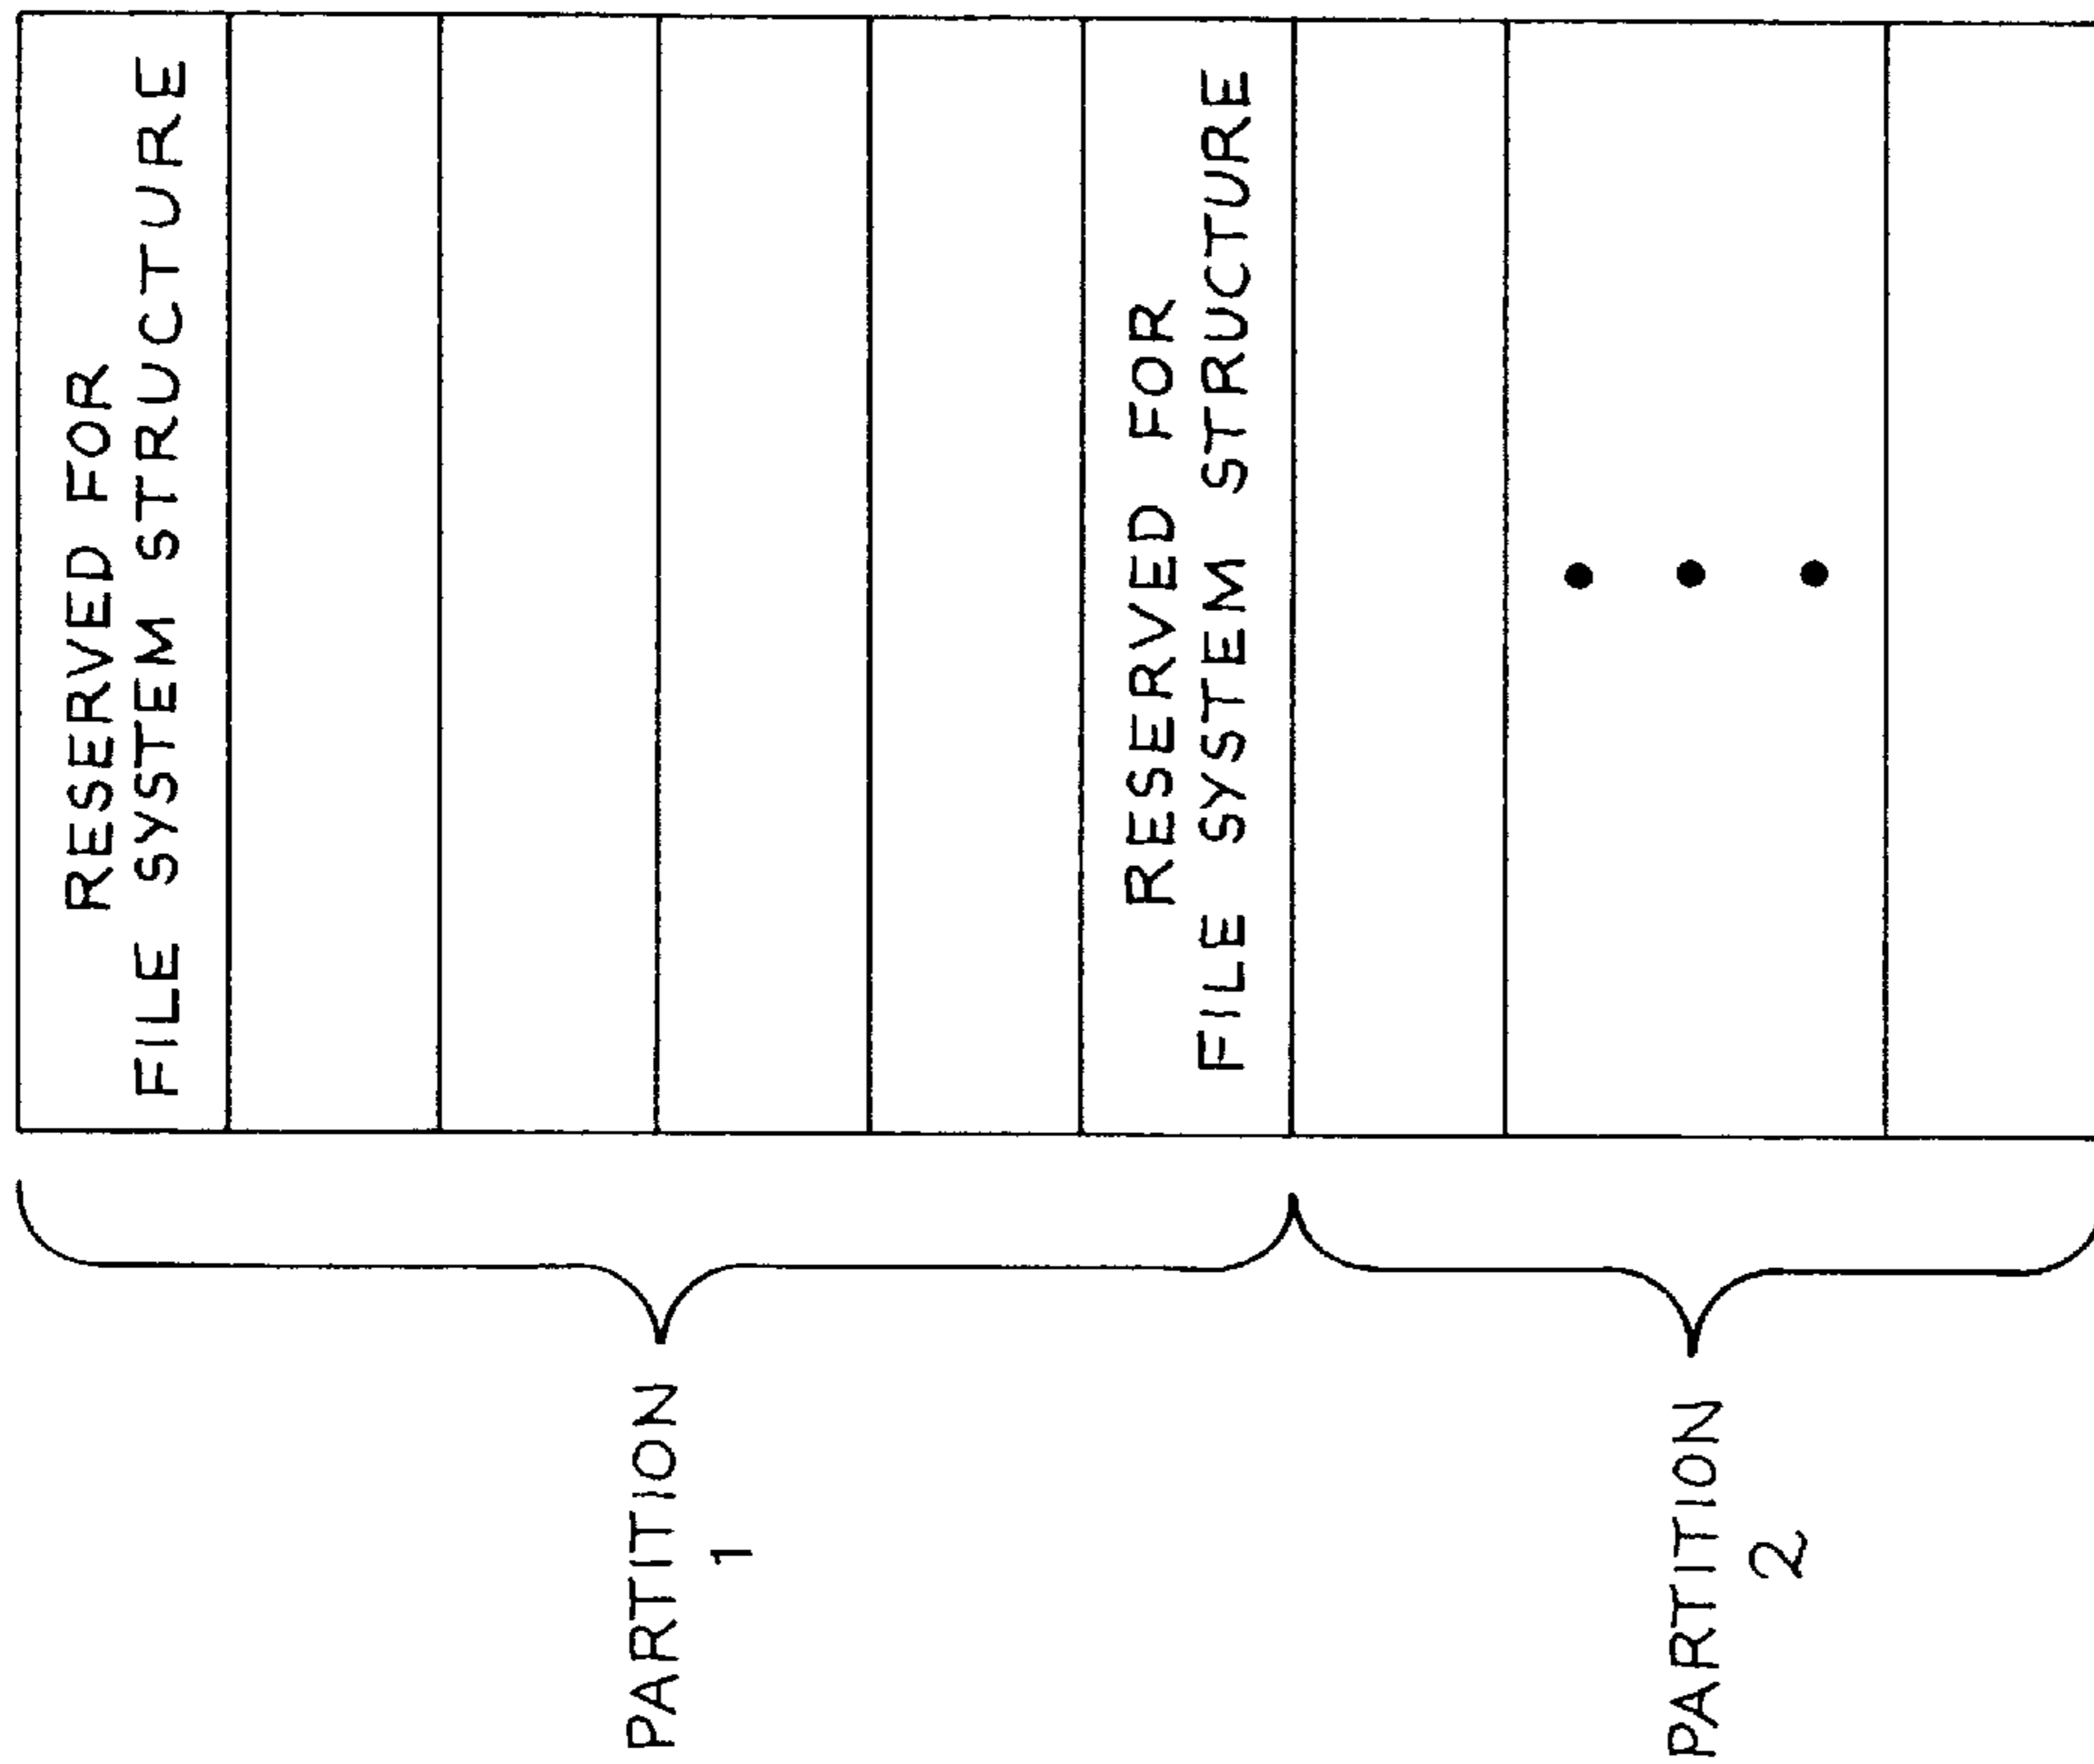 RESERVED FOR
FILE SYSTEM STRUCTURE
PARTITION
1
RESERVED FOR
FILE SYSTEM STRUCTURE
PARTITION
2